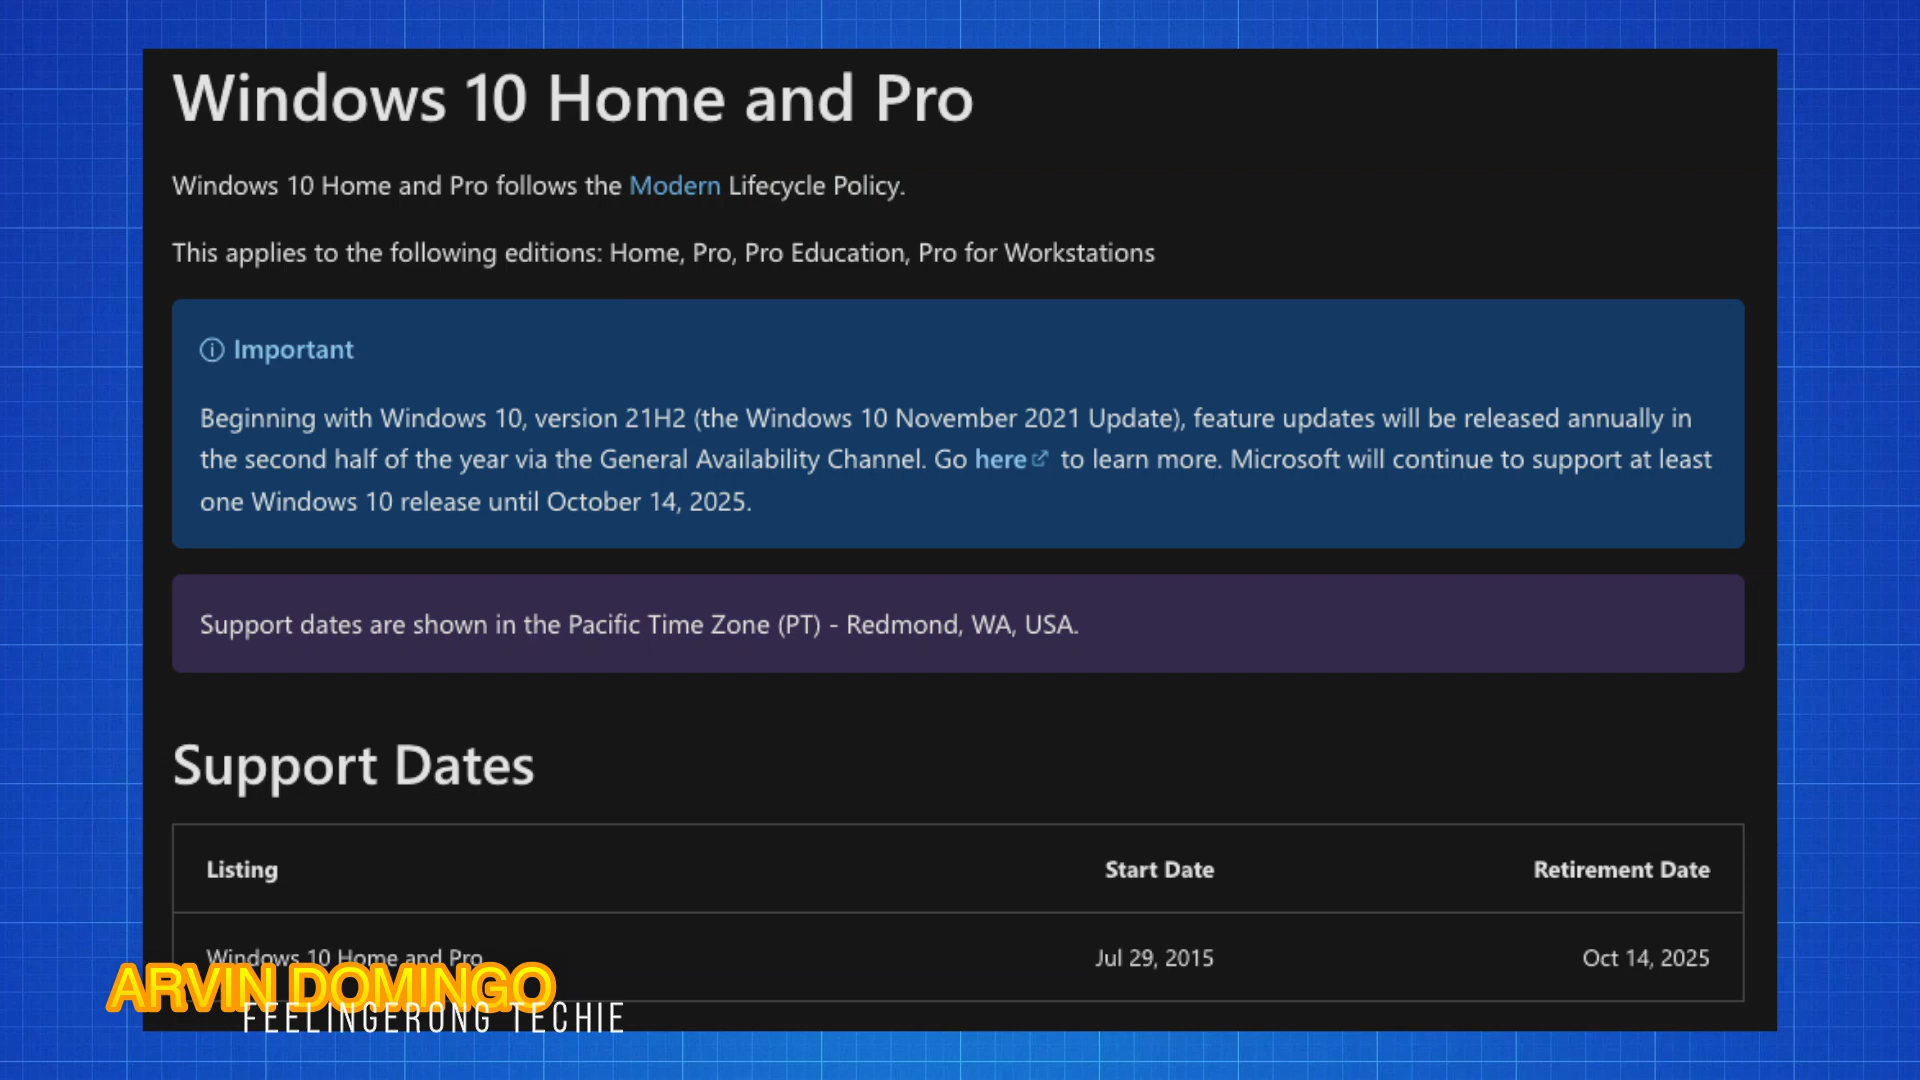 Windows 10 Home and Pro
Windows 10 Home and Pro follows the Modern Lifecycle Policy.
This applies to the following editions: Home, Pro, Pro Education, Pro for Workstations
Important
Beginning with Windows 10, version 21H2 (the Windows 10 November 2021 Update), feature updates will be released annually in
the second half of the year via the General Availability Channel. Go here to learn more. Microsoft will continue to support at least
one Windows 10 release until October 14, 2025.
Support dates are shown in the Pacific Time Zone (PT) - Redmond, WA, USA.
Support Dates
Listing Start Date Retirement Date
Windows 10 Home and Pro Jul 29, 2015 Oct 14, 2025
ARVIN DOMINGO
FEELINGERONG TECHIE